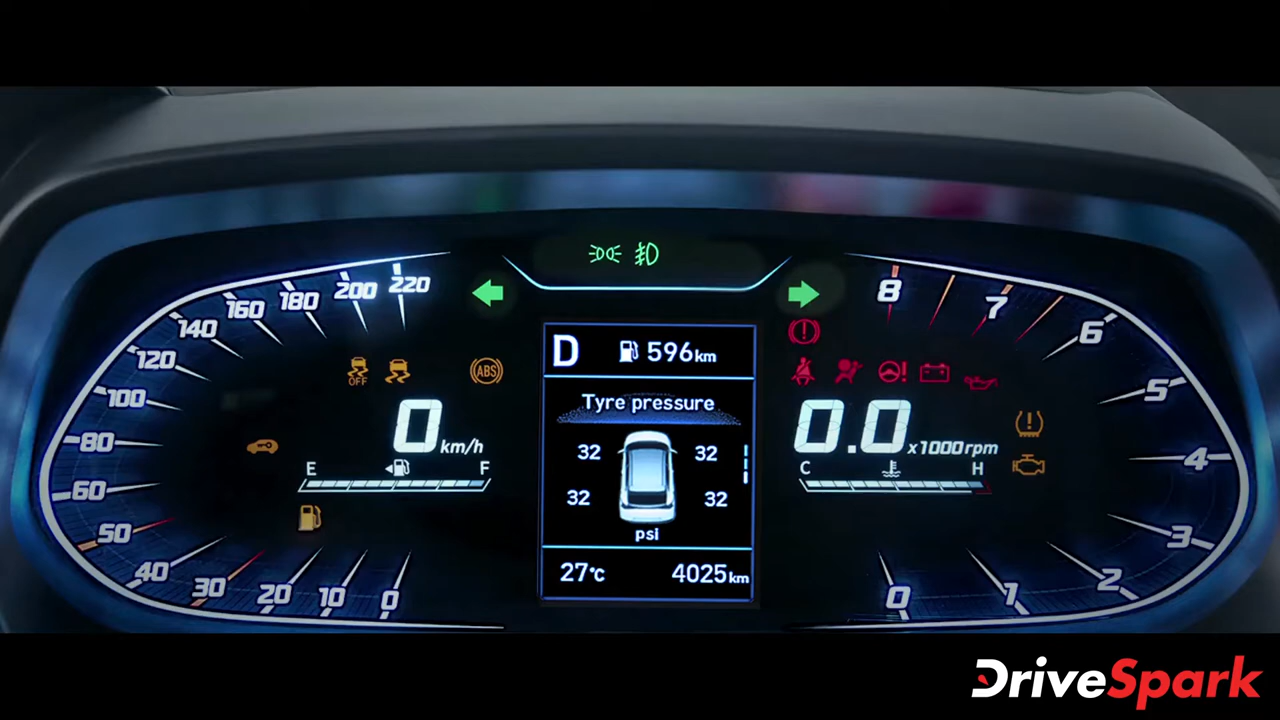 220
200
180
160
140
120
100
80
60
50
40
30
20
10
0
OFF
ABS
0 km/h
E F
D 596km
Tyre pressure
32 32
32 32
psi
27°C 4025km
0.0 x1000rpm
C H
8
7
6
5
4
3
2
1
0
DriveSpark